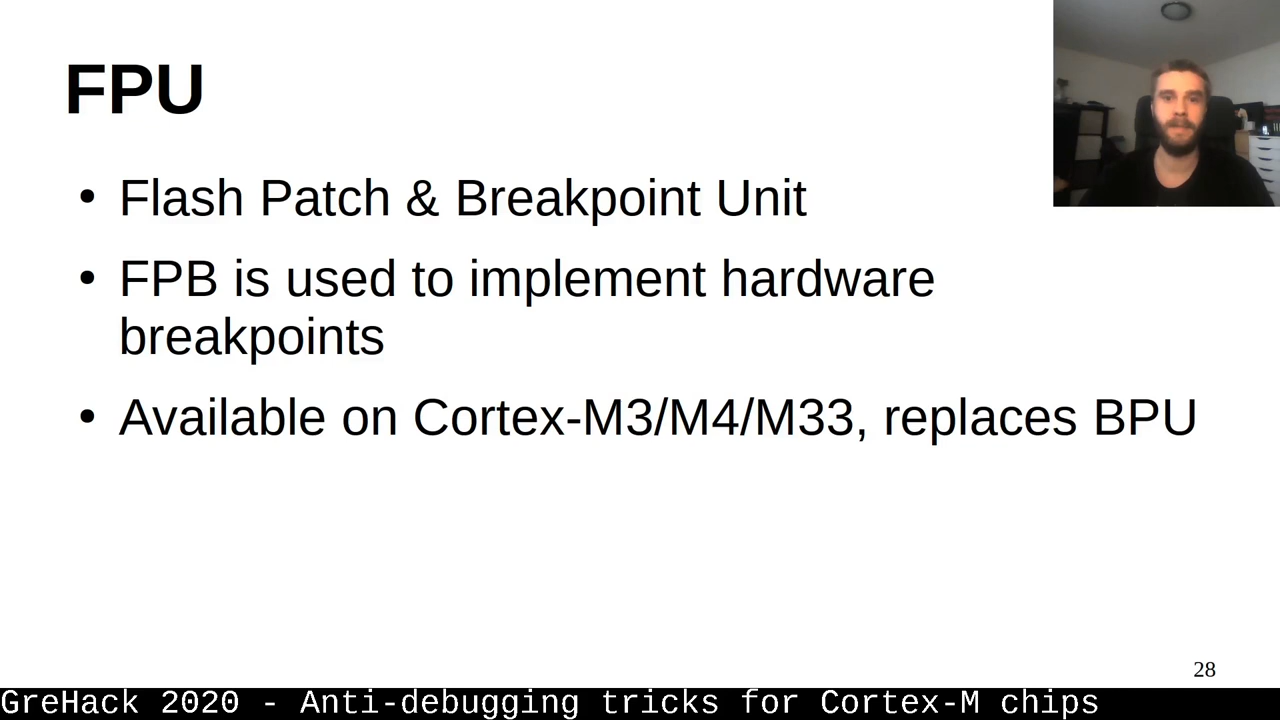 FPU
• Flash Patch & Breakpoint Unit
• FPB is used to implement hardware
breakpoints
• Available on Cortex-M3/M4/M33, replaces BPU
28
GreHack 2020 - Anti-debugging tricks for Cortex-M chips